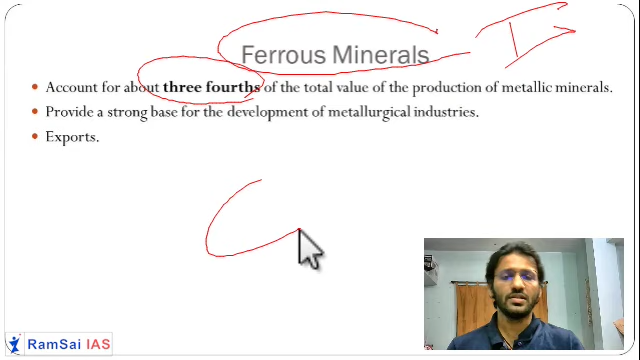 Ferrous Minerals
Account for about three fourths of the total value of the production of metallic minerals.
Provide a strong base for the development of metallurgical industries.
Exports.
RamSai IAS